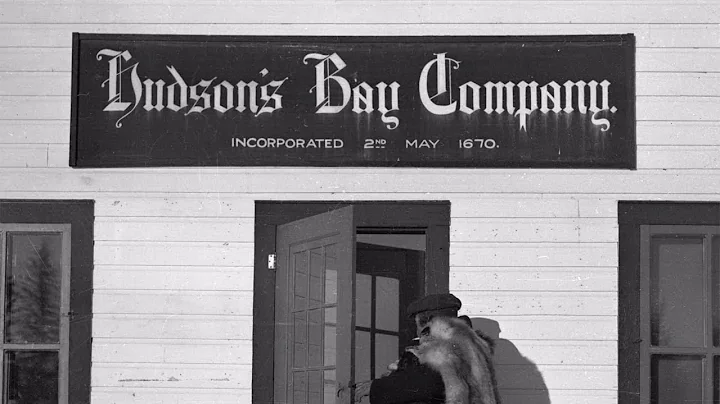 Hudson's Bay Company.
INCORPORATED 2ND MAY 1670.